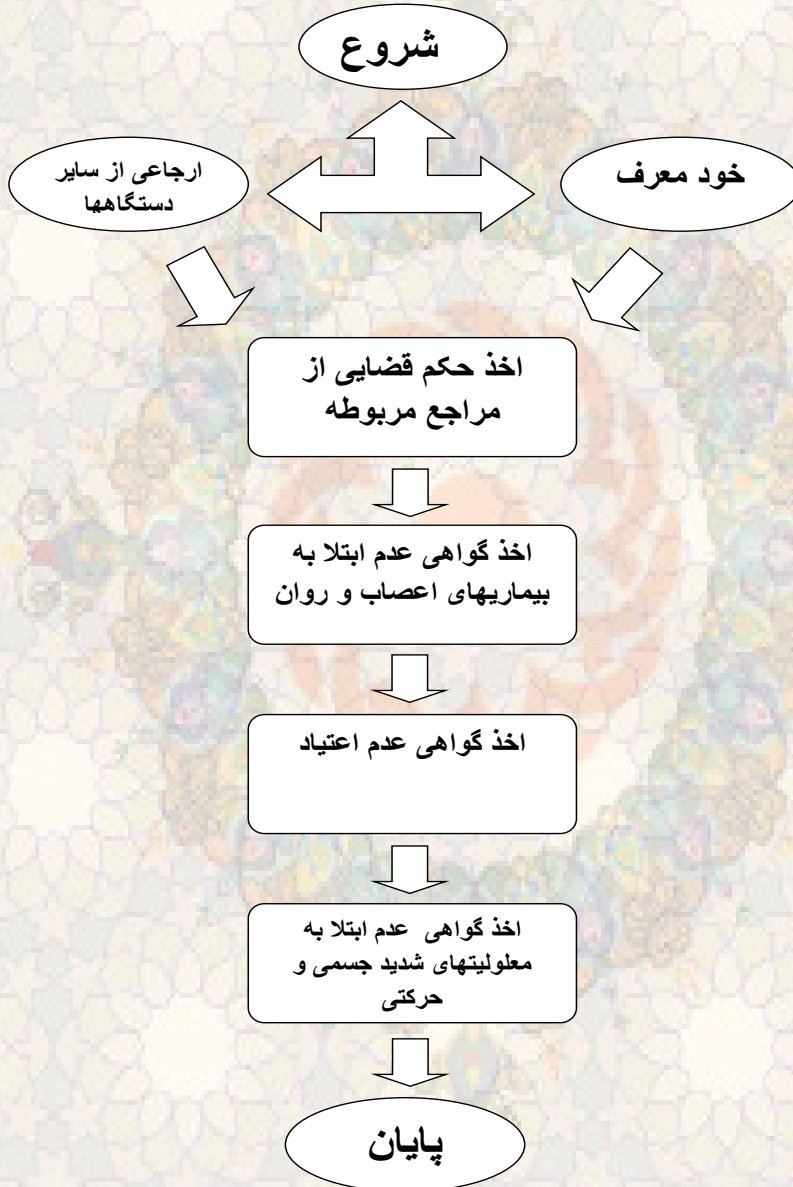 شروع
خود معرف
ارجاعی از سایر
دستگاهها
اخذ حکم قضایی از
مراجع مربوطه
اخذ گواهی عدم ابتلا به
بیماریهای اعصاب و روان
اخذ گواهی عدم اعتیاد
اخذ گواهی عدم ابتلا به
معلولیتهای شدید جسمی و
حرکتی
پایان